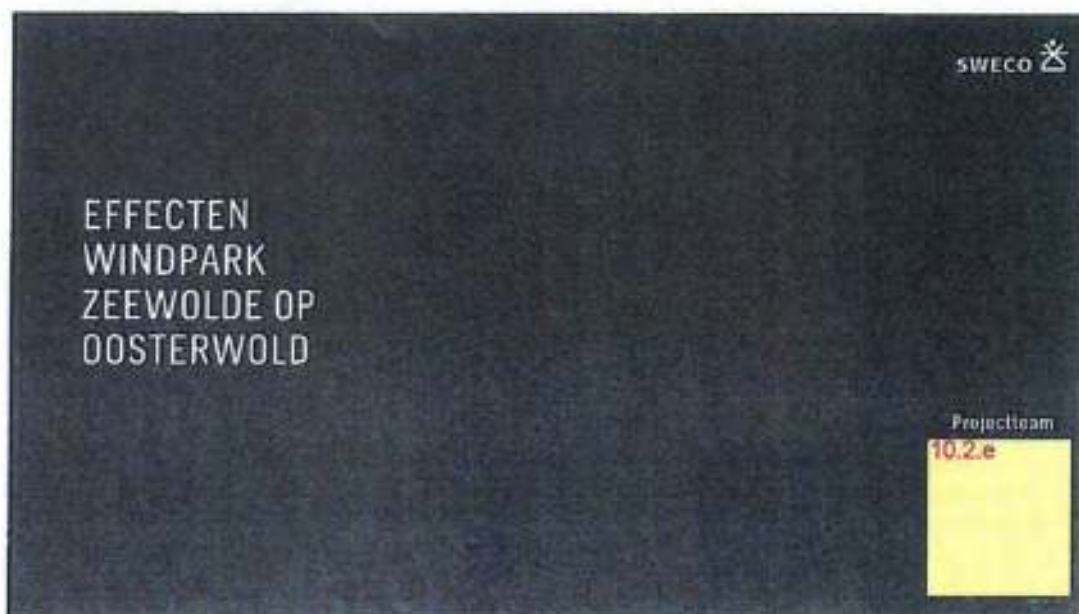 SWECO
EFFECTEN
WINDPARK
ZEEWOLDE OP
OOSTERWOLD
Projectteam
10.2.e